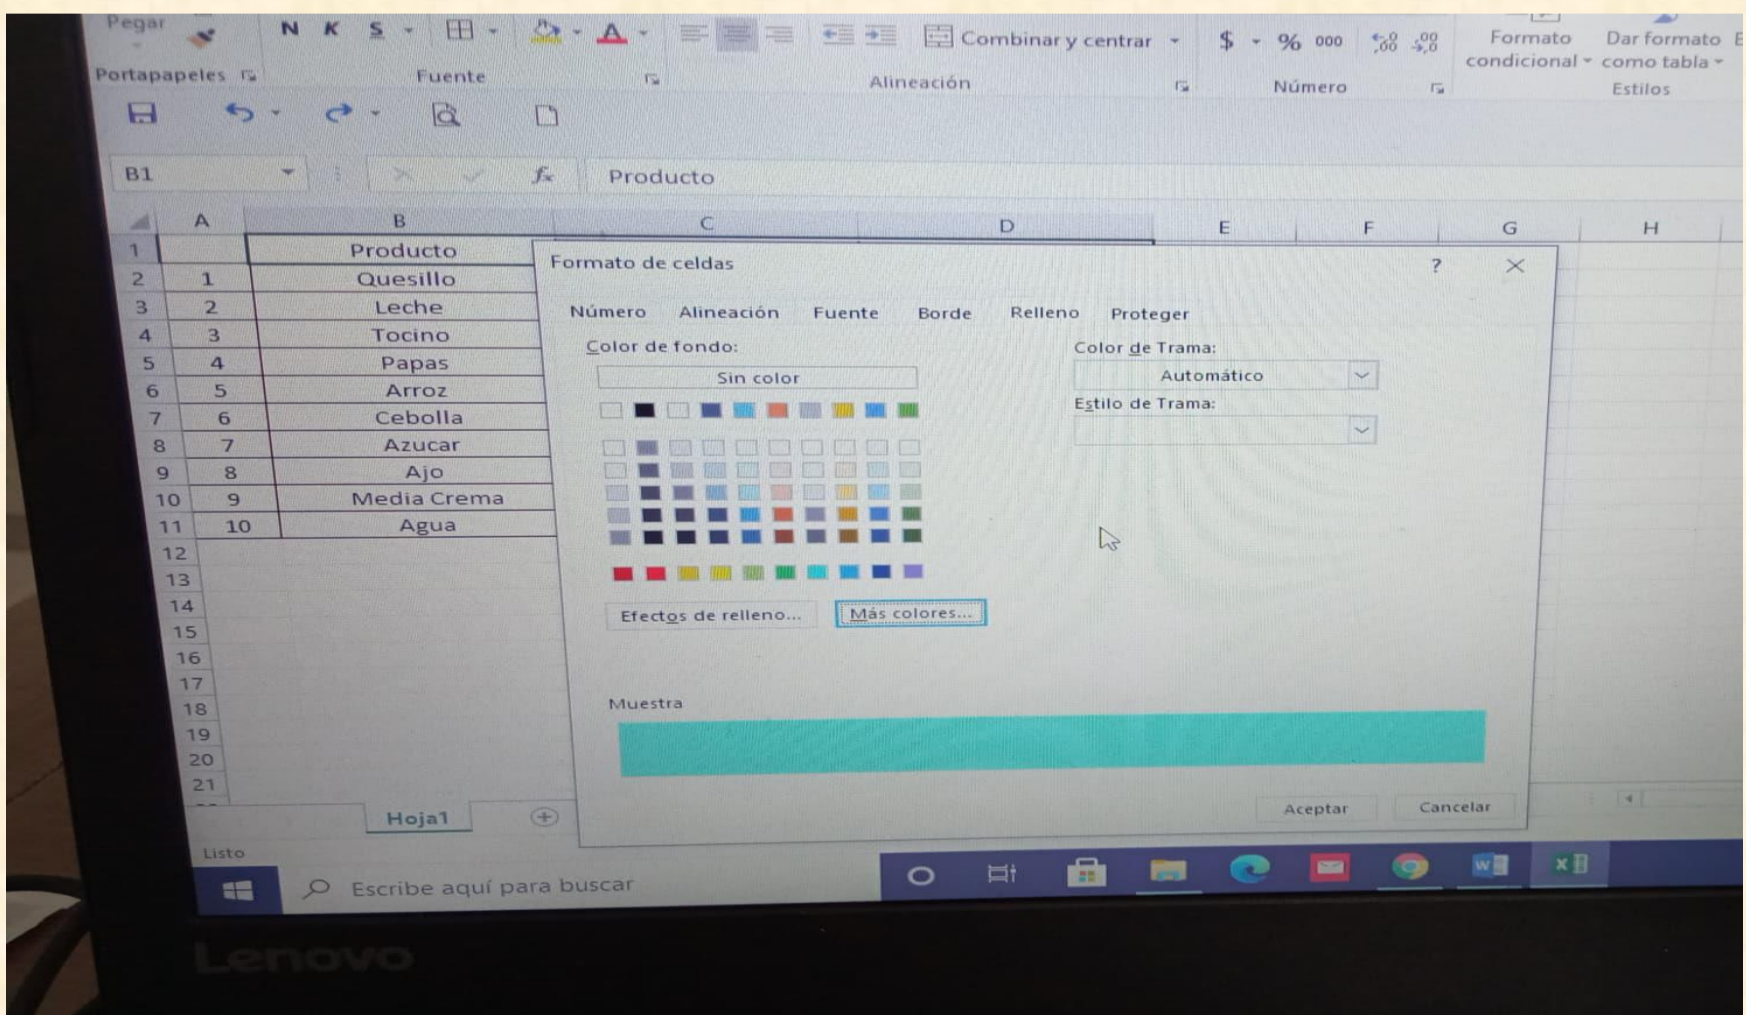 Pegar
N K S A Combinar y centrar $ % 000 Formato condicional Dar formato como tabla
Portapapeles Fuente Alineación Número Estilos
B1 fx Producto
A B C D E F G H
1 Producto
2 1 Quesillo
3 2 Leche
4 3 Tocino
5 4 Papas
6 5 Arroz
7 6 Cebolla
8 7 Azucar
9 8 Ajo
10 9 Media Crema
11 10 Agua
12
13
14
15
16
17
18
19
20
21
Formato de celdas ?
Número Alineación Fuente Borde Relleno Proteger
Color de fondo:
Sin color
Color de Trama:
Automático
Estilo de Trama:
Efectos de relleno... Más colores...
Muestra
Aceptar Cancelar
Hoja1
Listo
Escribe aquí para buscar
Lenovo